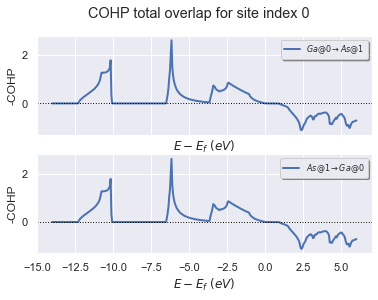 COHP total overlap for site index 0
2
0
-COHP
Ga@0→As@1
E − E_f (eV)
2
0
-COHP
As@1→Ga@0
−15.0 −12.5 −10.0 −7.5 −5.0 −2.5 0.0 2.5 5.0
E − E_f (eV)